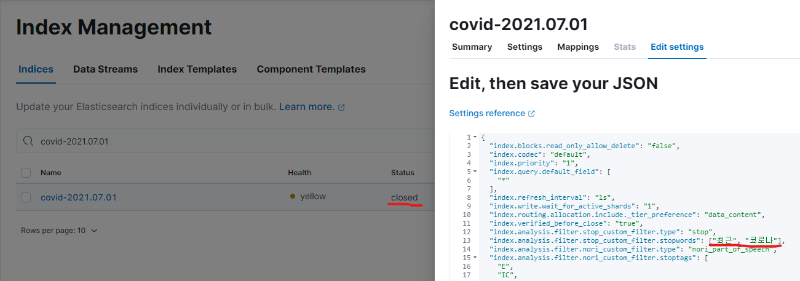 Index Management
Indices Data Streams Index Templates Component Templates
Update your Elasticsearch indices individually or in bulk. Learn more.
covid-2021.07.01
Name Health Status
covid-2021.07.01 yellow closed
Rows per page: 10
covid-2021.07.01
Summary Settings Mappings Stats Edit settings
Edit, then save your JSON
Settings reference
1 {
2 "index.blocks.read_only_allow_delete": "false",
3 "index.codec": "default",
4 "index.priority": "1",
5 "index.query.default_field": [
6 "*"
7 ],
8 "index.refresh_interval": "1s",
9 "index.write.wait_for_active_shards": "1",
10 "index.routing.allocation.include._tier_preference": "data_content",
11 "index.verified_before_close": "true",
12 "index.analysis.filter.stop_custom_filter.type": "stop",
13 "index.analysis.filter.stop_custom_filter.stopwords": ["최근", "코로나"],
14 "index.analysis.filter.nori_custom_filter.type": "nori_part_of_speech",
15 "index.analysis.filter.nori_custom_filter.stoptags": [
16 "E",
17 "IC",